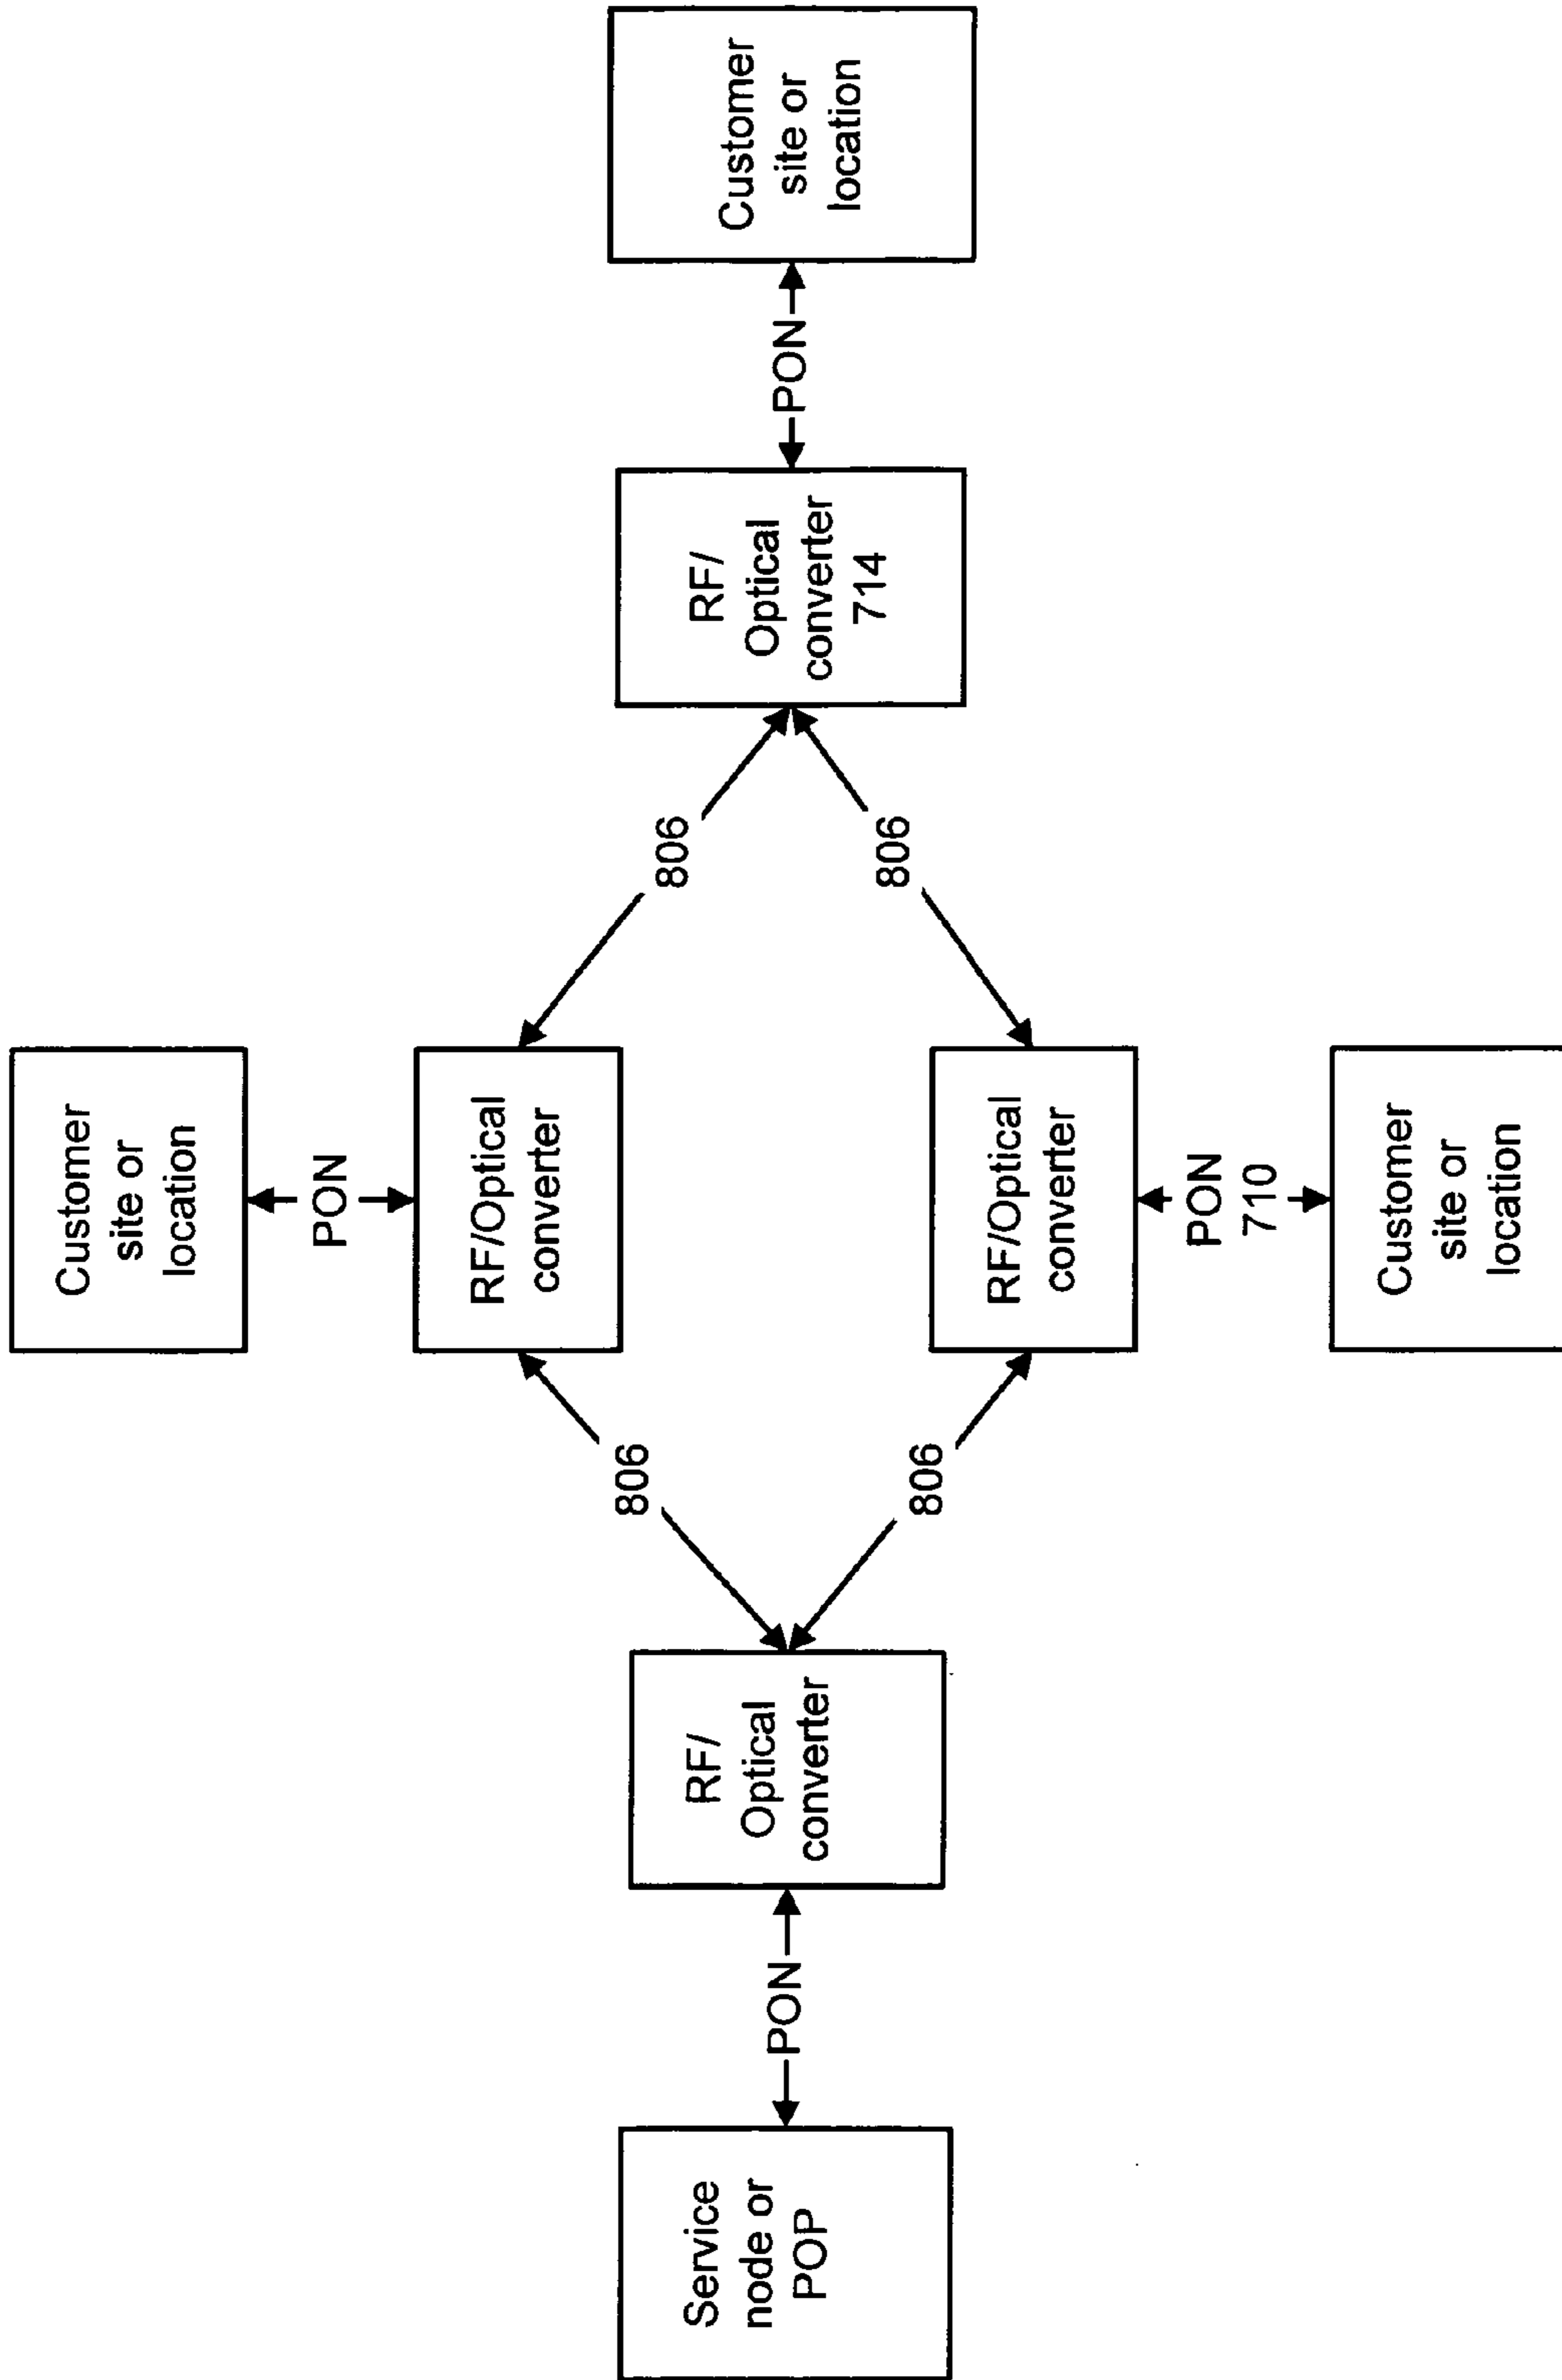 Customer
site or
location
PON
RF/Optical
converter
806
806
Service
node or
POP
PON
RF/
Optical
converter
RF/
Optical
converter
714
PON
Customer
site or
location
806
806
RF/Optical
converter
PON
710
Customer
site or
location